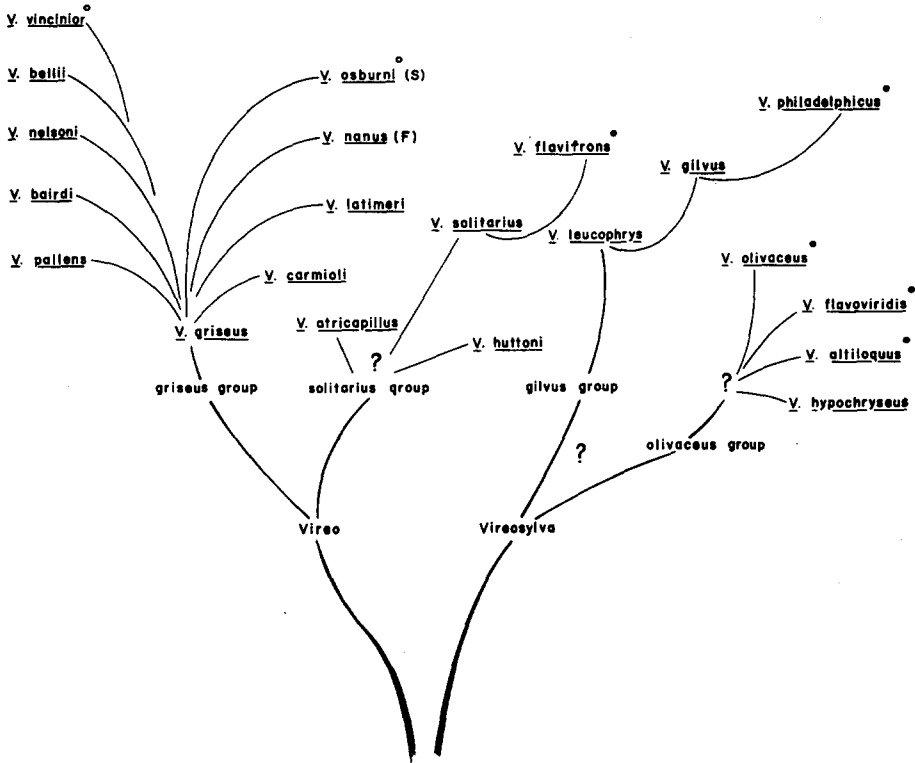 V. vincinior°
V. bellii
V. nelsoni
V. bairdi
V. pallens
V. osburni° (S)
V. nanus (F)
V. latimeri
V. carmioli
V. griseus
griseus group
V. flavifrons•
V. solitarius
V. atricapillus
?
V. huttoni
solitarius group
V. philadelphicus•
V. gilvus
V. leucophrys
gilvus group
?
V. olivaceus•
V. flavoviridis•
?
V. altiloquus•
V. hypochryseus
olivaceus group
Vireo
Vireosylva